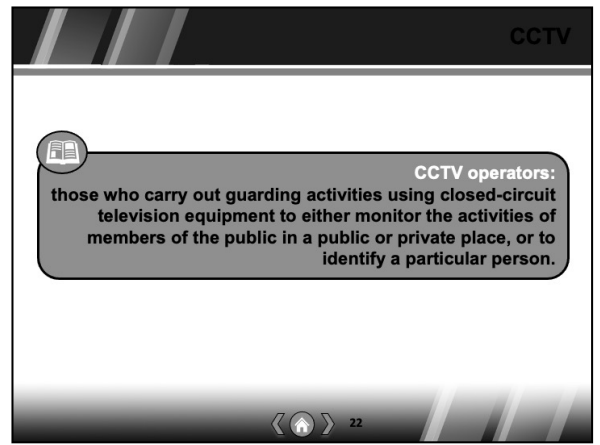 CCTV
CCTV operators:
those who carry out guarding activities using closed-circuit
television equipment to either monitor the activities of
members of the public in a public or private place, or to
identify a particular person.
22